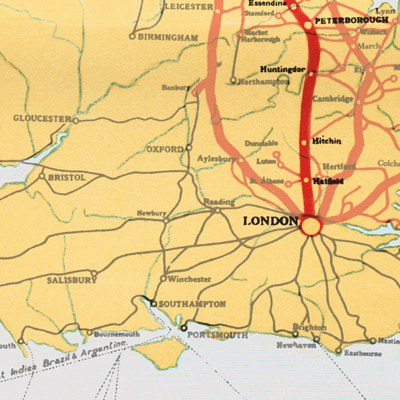 Essendine
LEICESTER
Stamford
Lynn
PETERBOROUGH
Market
Harborough
Wisbech
BIRMINGHAM
March
Huntingdon
Northampton
Banbury
Cambridge
GLOUCESTER
Hitchin
OXFORD
Dunstable
Luton
Aylesbury
Hertford
Colche
St. Albans
Hatfield
BRISTOL
Reading
Newbury
LONDON
SALISBURY
Winchester
SOUTHAMPTON
Bournemouth
PORTSMOUTH
Brighton
Newhaven
Hastin
Eastbourne
outh
t Indies Brazil & Argentine.